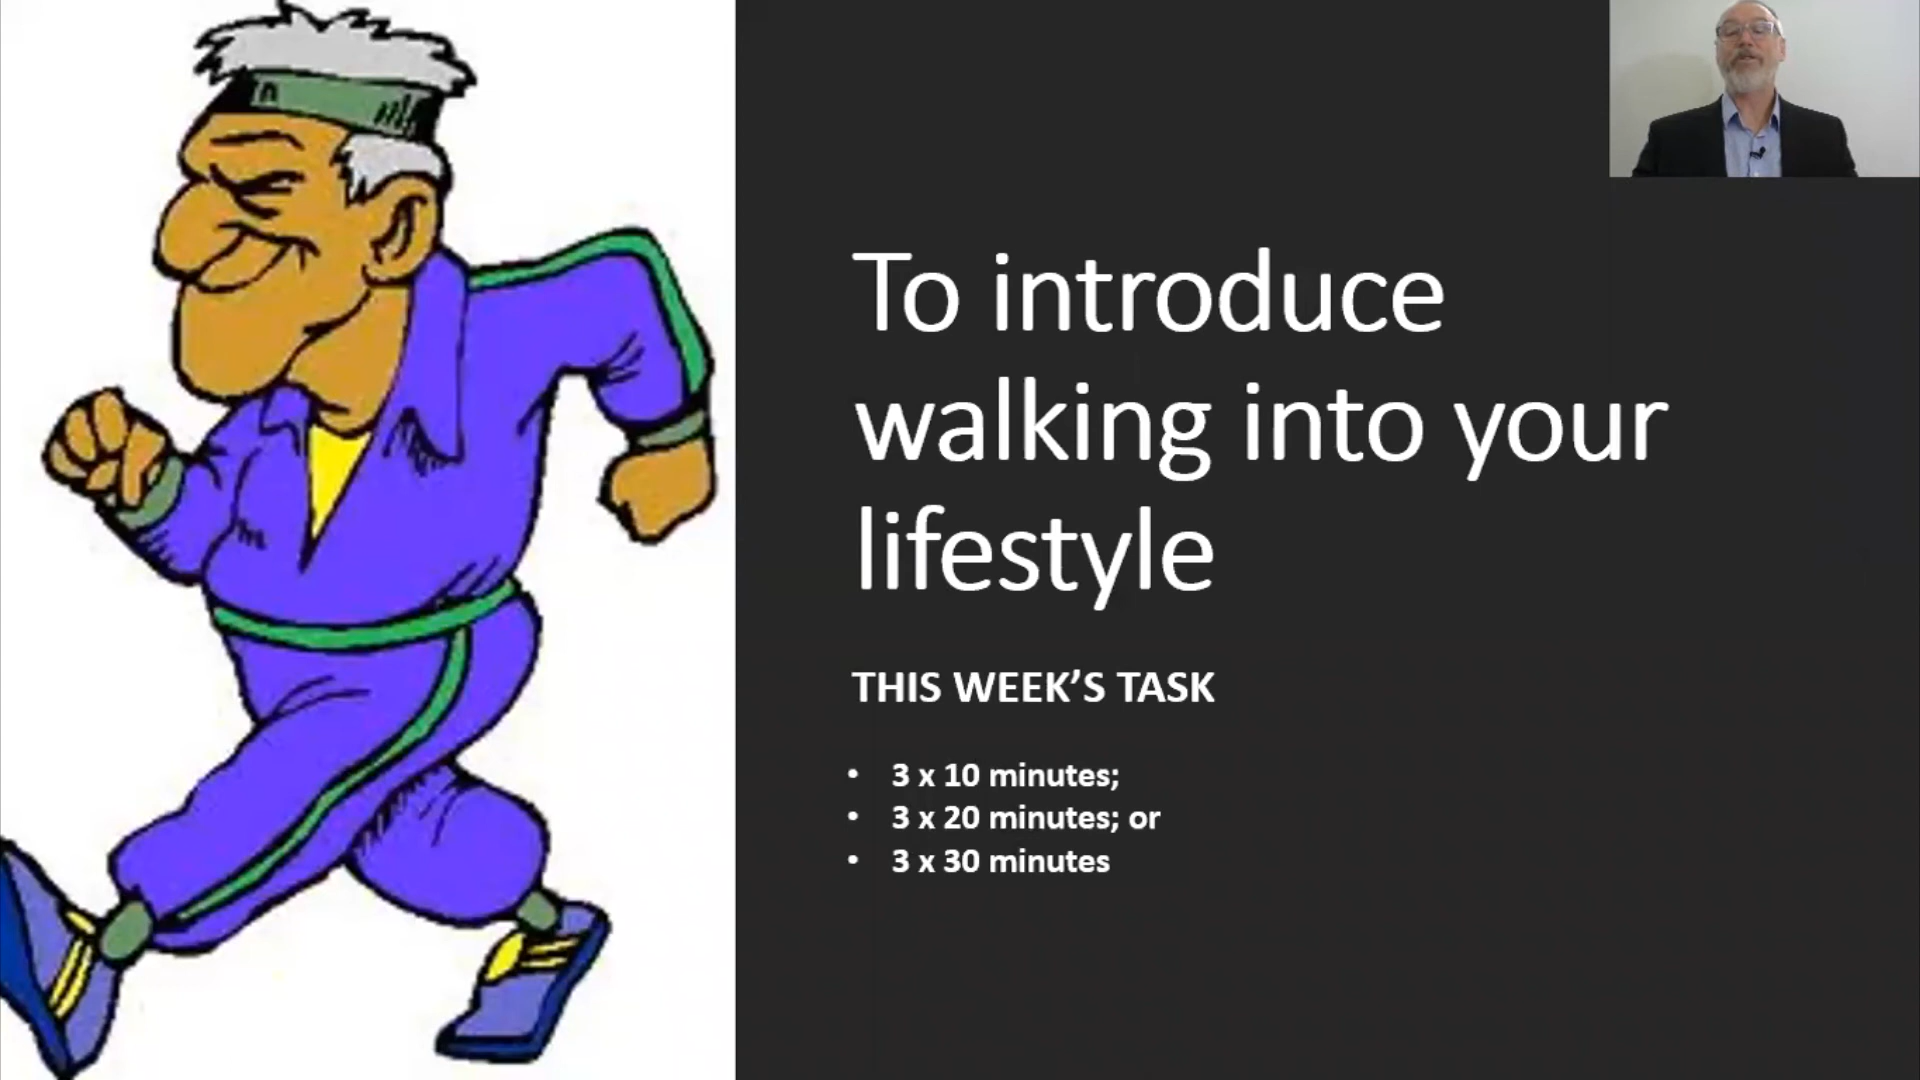 To introduce
walking into your
lifestyle
THIS WEEK’S TASK
• 3 x 10 minutes;
• 3 x 20 minutes; or
• 3 x 30 minutes